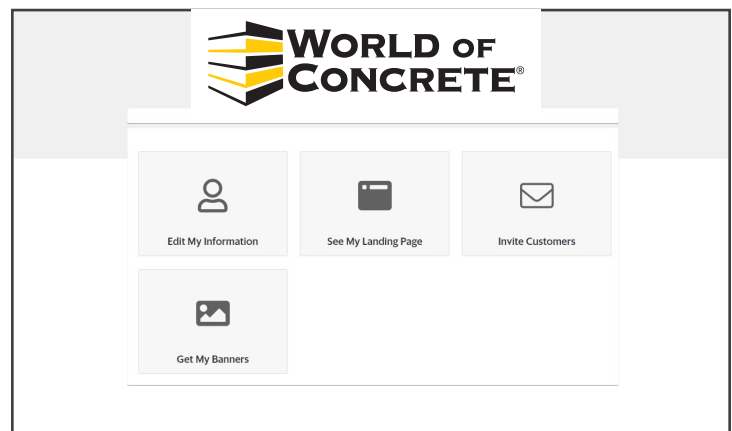 WORLD OF
CONCRETE®
Edit My Information
See My Landing Page
Invite Customers
Get My Banners